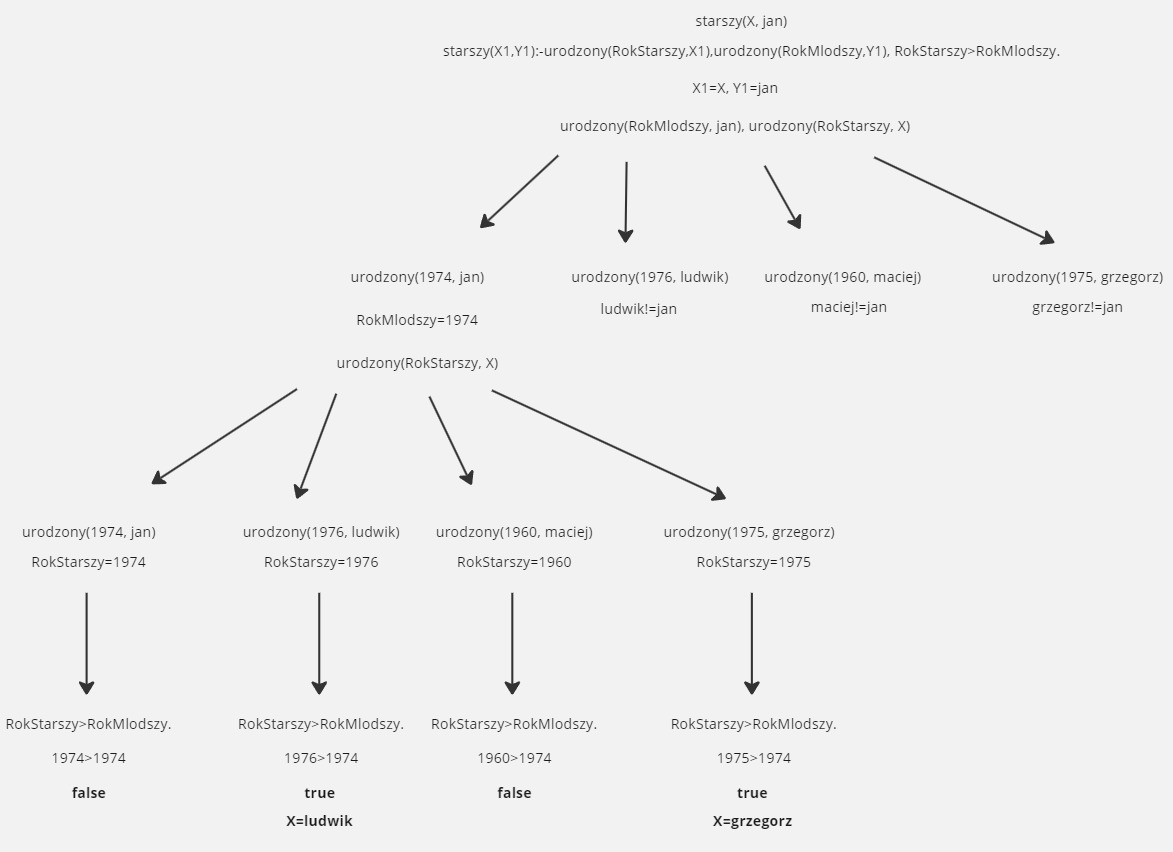 starszy(X, jan)
starszy(X1,Y1):-urodzony(RokStarszy,X1),urodzony(RokMlodszy,Y1), RokStarszy>RokMlodszy.
X1=X, Y1=jan
urodzony(RokMlodszy, jan), urodzony(RokStarszy, X)
urodzony(1974, jan)
RokMlodszy=1974
urodzony(RokStarszy, X)
urodzony(1976, ludwik)
ludwik!=jan
urodzony(1960, maciej)
maciej!=jan
urodzony(1975, grzegorz)
grzegorz!=jan
urodzony(1974, jan)
RokStarszy=1974
urodzony(1976, ludwik)
RokStarszy=1976
urodzony(1960, maciej)
RokStarszy=1960
urodzony(1975, grzegorz)
RokStarszy=1975
RokStarszy>RokMlodszy.
1974>1974
false
RokStarszy>RokMlodszy.
1976>1974
true
X=ludwik
RokStarszy>RokMlodszy.
1960>1974
false
RokStarszy>RokMlodszy.
1975>1974
true
X=grzegorz